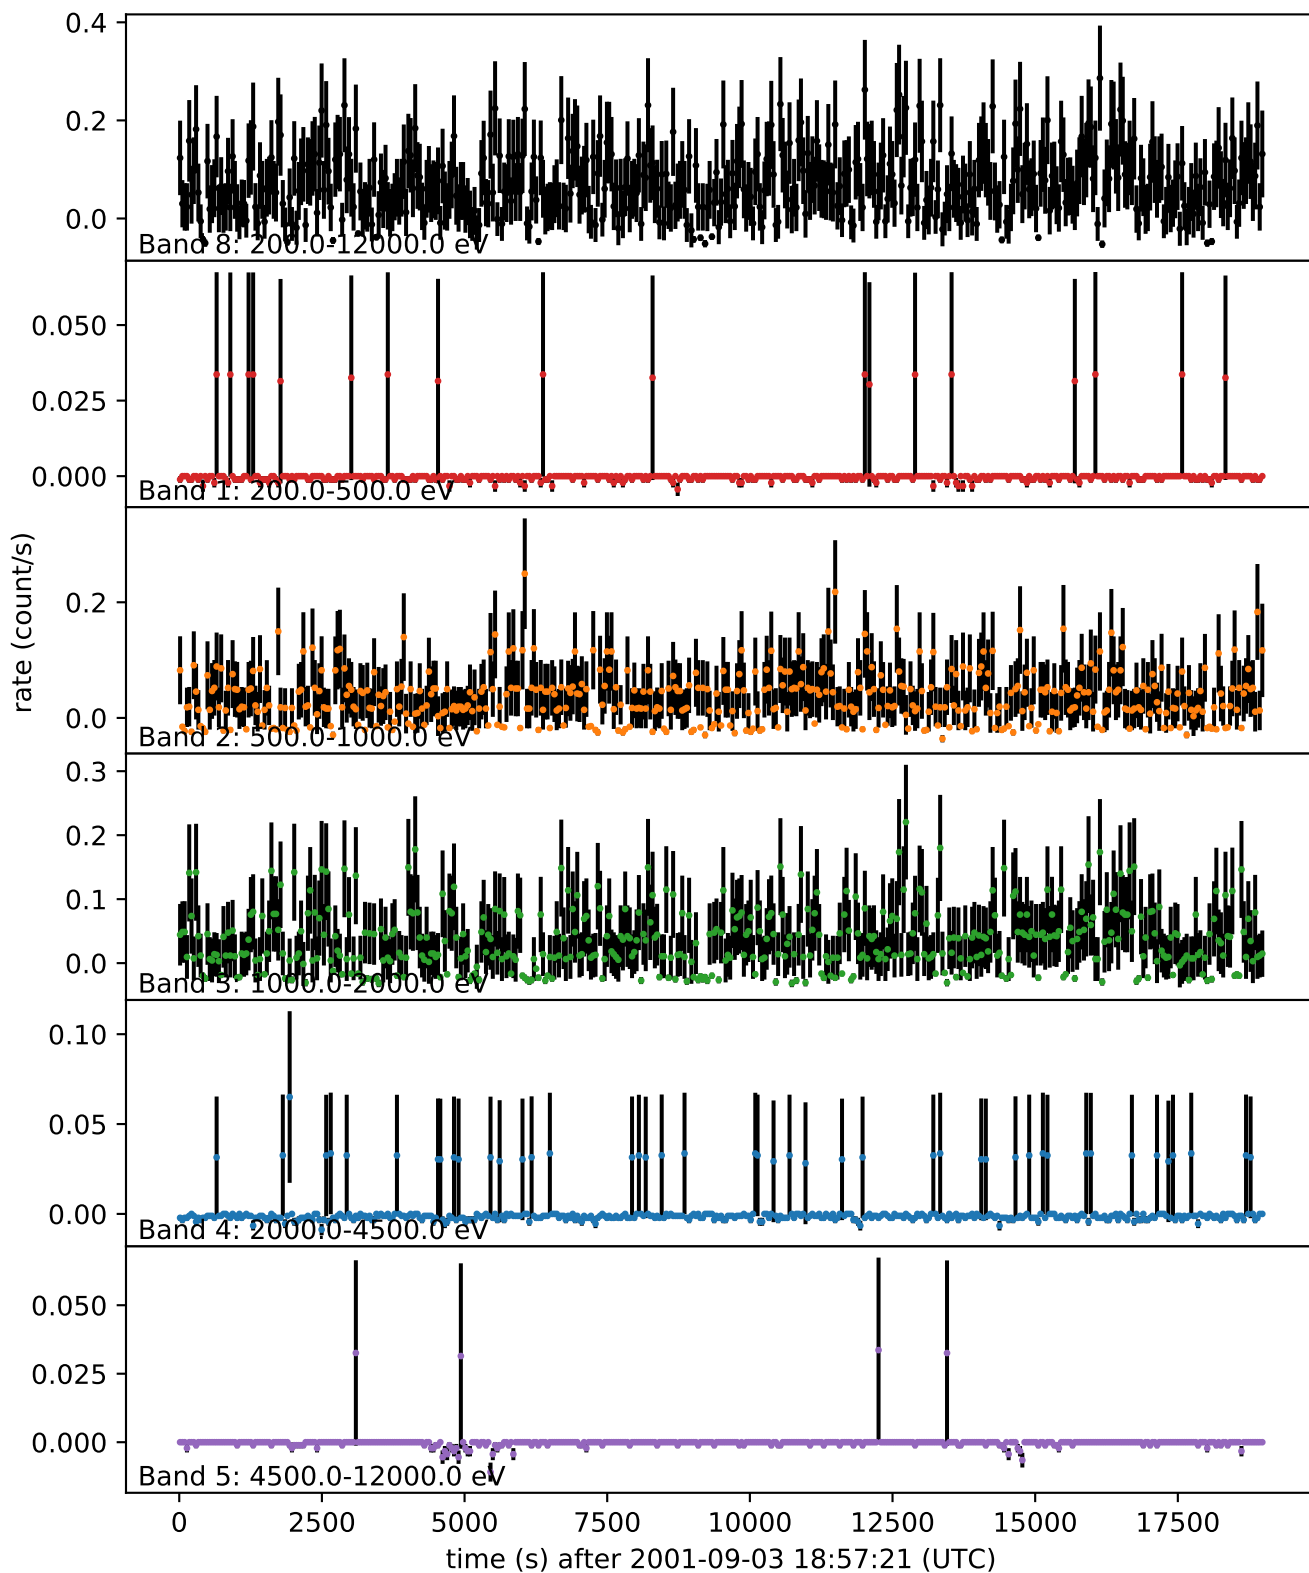 0.4
0.2
0.0
Band 8: 200.0-12000.0 eV
0.050
0.025
0.000
Band 1: 200.0-500.0 eV
rate (count/s)
0.2
0.0
Band 2: 500.0-1000.0 eV
0.3
0.2
0.1
0.0
Band 3: 1000.0-2000.0 eV
0.10
0.05
0.00
Band 4: 2000.0-4500.0 eV
0.050
0.025
0.000
Band 5: 4500.0-12000.0 eV
0 2500 5000 7500 10000 12500 15000 17500
time (s) after 2001-09-03 18:57:21 (UTC)